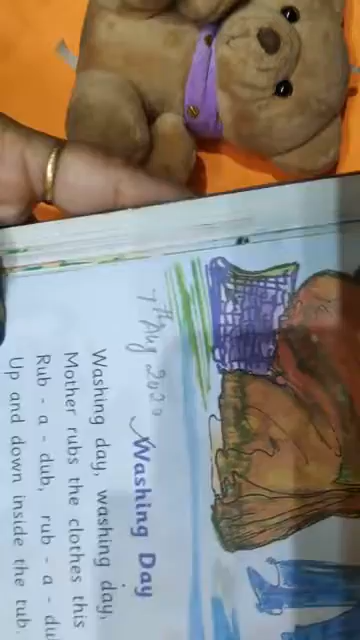 7th Aug 2020
Washing Day
Washing day, washing day,
Mother rubs the clothes this
Rub - a - dub, rub - a - du
Up and down inside the tub.